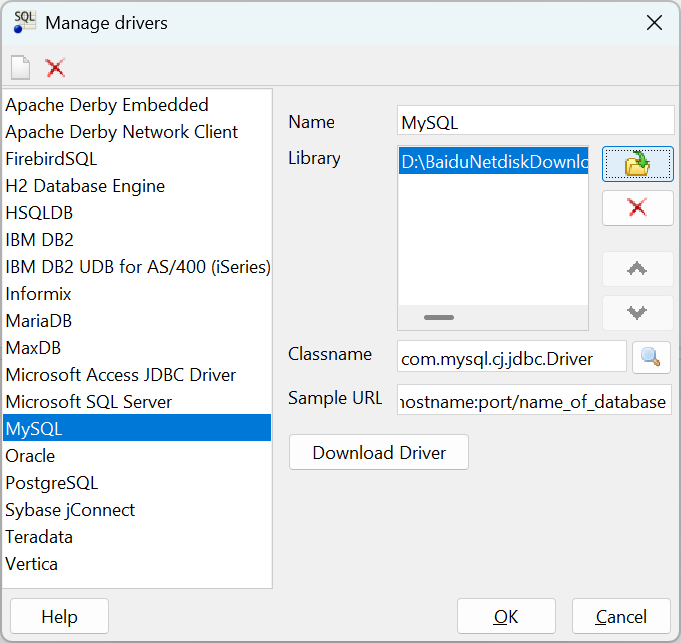 SQL
Manage drivers
Apache Derby Embedded
Apache Derby Network Client
FirebirdSQL
H2 Database Engine
HSQLDB
IBM DB2
IBM DB2 UDB for AS/400 (iSeries)
Informix
MariaDB
MaxDB
Microsoft Access JDBC Driver
Microsoft SQL Server
MySQL
Oracle
PostgreSQL
Sybase jConnect
Teradata
Vertica
Name
MySQL
Library
D:\BaiduNetdiskDownlo
Classname
com.mysql.cj.jdbc.Driver
Sample URL
hostname:port/name_of_database
Download Driver
Help
OK
Cancel